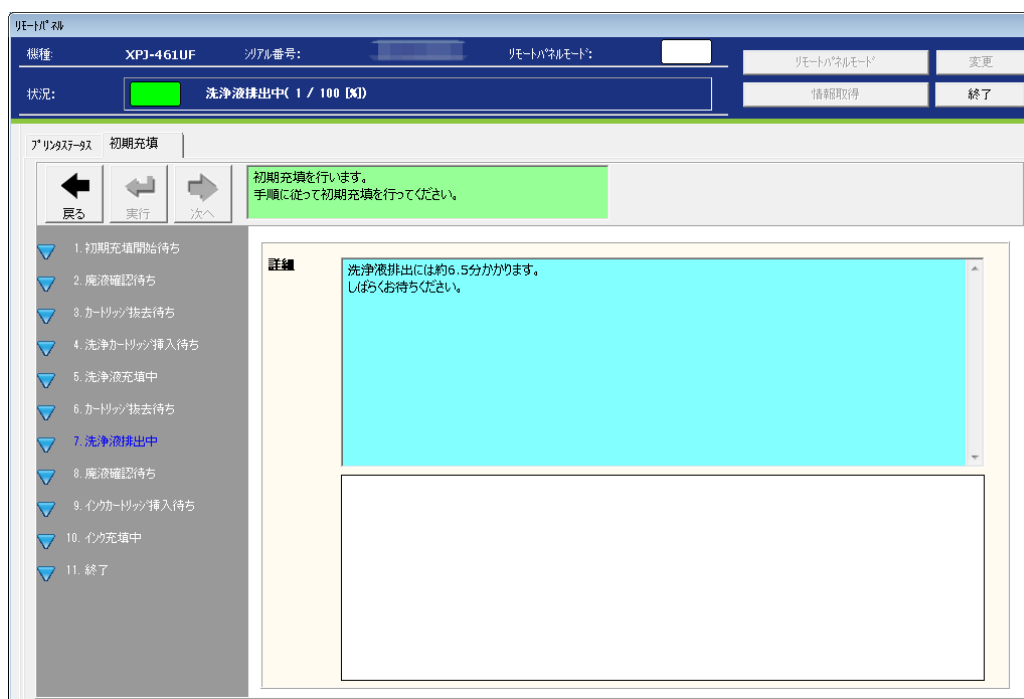 リモートパネル
機種: XPJ-461UF シリアル番号: リモートパネルモード:
リモートパネルモード 変更
状況: 洗浄液排出中( 1 / 100 [%])
情報取得 終了
プリンタステータス 初期充填
戻る 実行 次へ
初期充填を行います。
手順に従って初期充填を行ってください。
1. 初期充填開始待ち
2. 廃液確認待ち
3. カートリッジ抜去待ち
4. 洗浄カートリッジ挿入待ち
5. 洗浄液充填中
6. カートリッジ抜去待ち
7. 洗浄液排出中
8. 廃液確認待ち
9. インクカートリッジ挿入待ち
10. インク充填中
11. 終了
詳細
洗浄液排出には約6.5分かかります。
しばらくお待ちください。